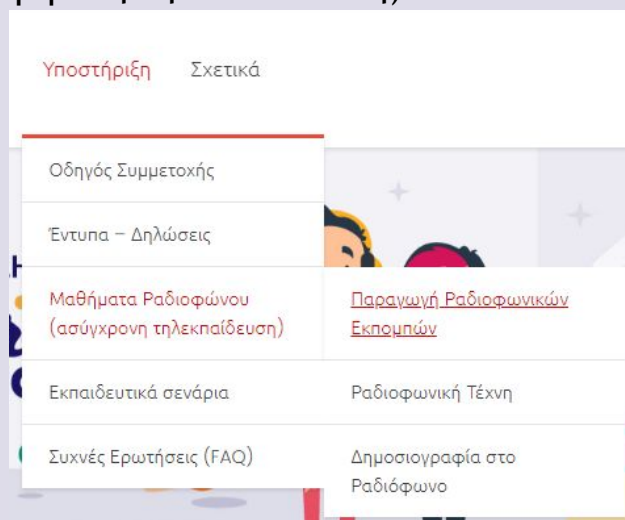 Υποστήριξη Σχετικά
Οδηγός Συμμετοχής
Έντυπα – Δηλώσεις
Μαθήματα Ραδιοφώνου
(ασύγχρονη τηλεκπαίδευση)
Εκπαιδευτικά σενάρια
Συχνές Ερωτήσεις (FAQ)
Παραγωγή Ραδιοφωνικών
Εκπομπών
Ραδιοφωνική Τέχνη
Δημοσιογραφία στο
Ραδιόφωνο